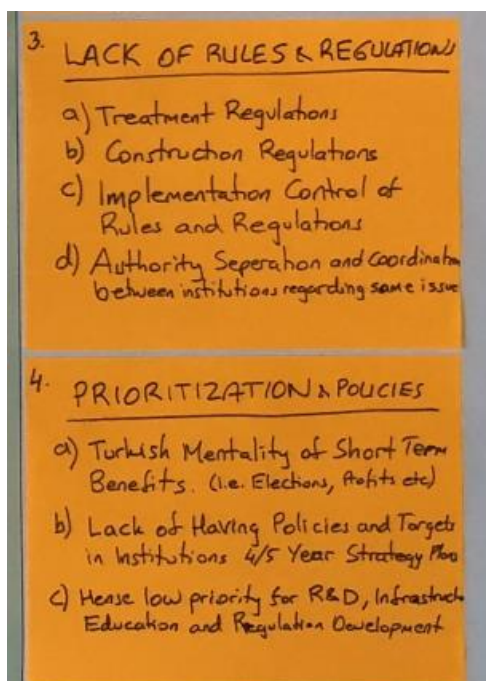 3.
LACK OF RULES & REGULATIONS
a) Treatment Regulations
b) Construction Regulations
c) Implementation Control of
Rules and Regulations
d) Authority Seperation and Coordination
between institutions regarding same issue
4.
PRIORITIZATION & POLICIES
a) Turkish Mentality of Short Term
Benefits. (i.e. Elections, Profits etc)
b) Lack of Having Policies and Targets
in Institutions 4/5 Year Strategy Plan
c) Hense low priority for R&D, Infrastruct
Education and Regulation Development